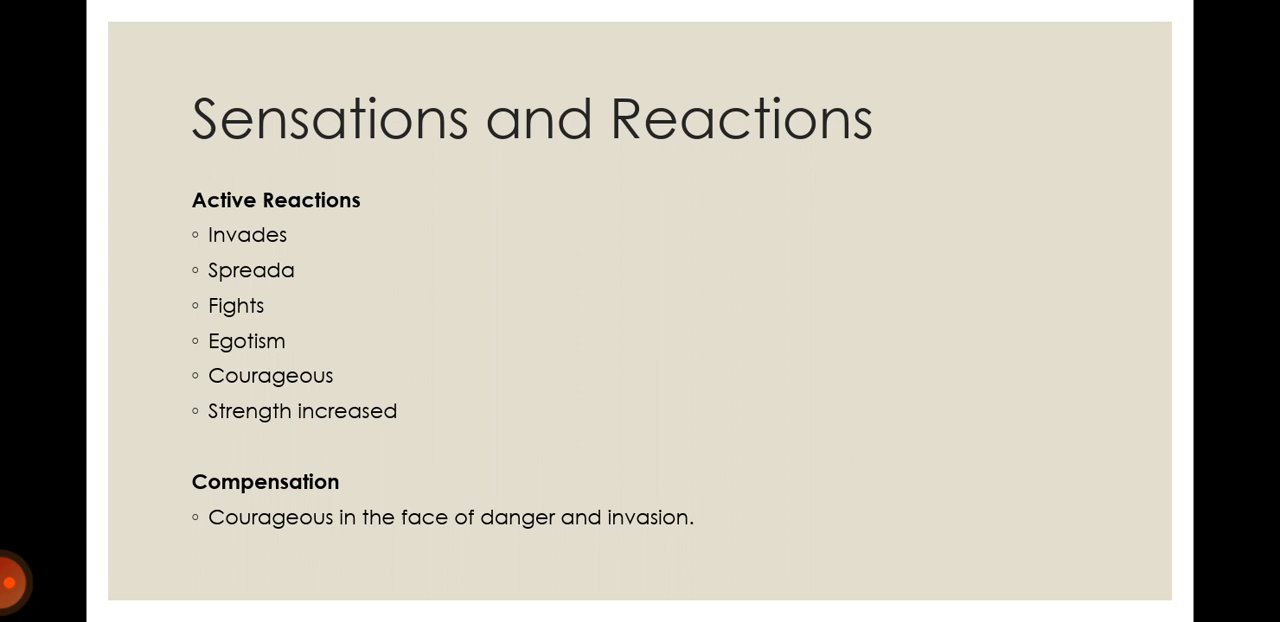 Sensations and Reactions
Active Reactions
◦ Invades
◦ Spreada
◦ Fights
◦ Egotism
◦ Courageous
◦ Strength increased
Compensation
◦ Courageous in the face of danger and invasion.